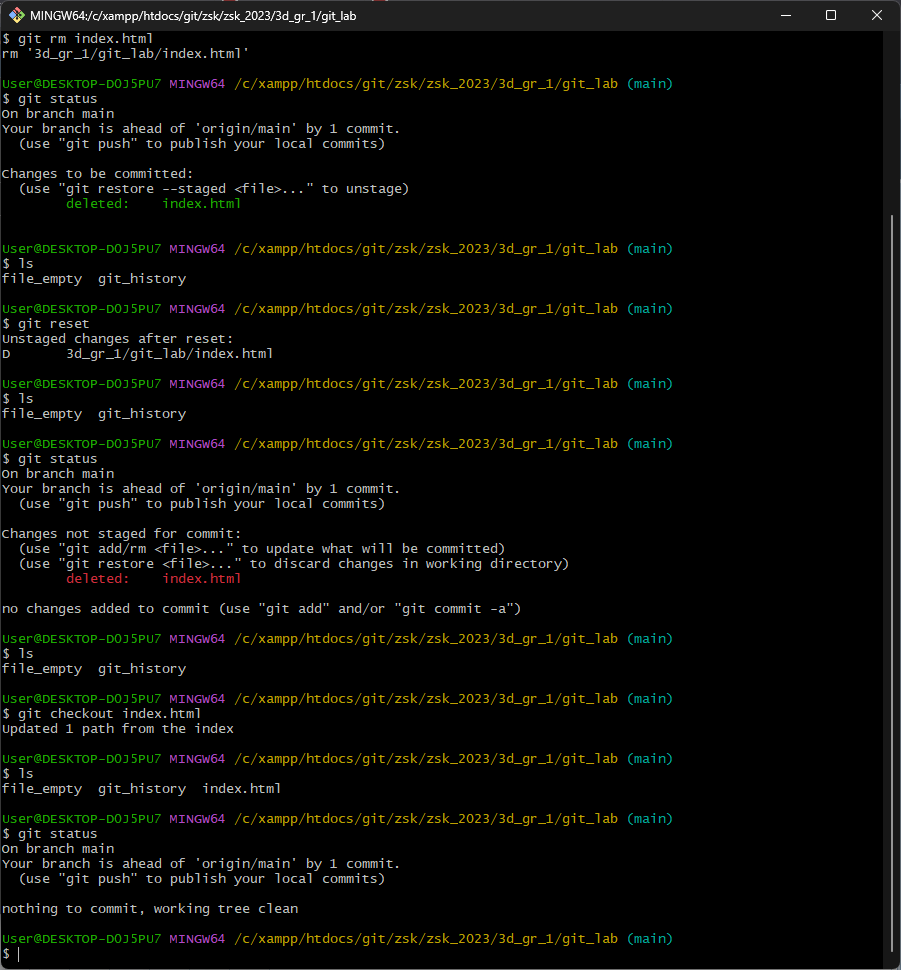 MINGW64:/c/xampp/htdocs/git/zsk/zsk_2023/3d_gr_1/git_lab
$ git rm index.html
rm '3d_gr_1/git_lab/index.html'
User@DESKTOP-D0J5PU7 MINGW64 /c/xampp/htdocs/git/zsk/zsk_2023/3d_gr_1/git_lab (main)
$ git status
On branch main
Your branch is ahead of 'origin/main' by 1 commit.
  (use "git push" to publish your local commits)
Changes to be committed:
  (use "git restore --staged <file>..." to unstage)
        deleted:    index.html
User@DESKTOP-D0J5PU7 MINGW64 /c/xampp/htdocs/git/zsk/zsk_2023/3d_gr_1/git_lab (main)
$ ls
file_empty  git_history
User@DESKTOP-D0J5PU7 MINGW64 /c/xampp/htdocs/git/zsk/zsk_2023/3d_gr_1/git_lab (main)
$ git reset
Unstaged changes after reset:
D       3d_gr_1/git_lab/index.html
User@DESKTOP-D0J5PU7 MINGW64 /c/xampp/htdocs/git/zsk/zsk_2023/3d_gr_1/git_lab (main)
$ ls
file_empty  git_history
User@DESKTOP-D0J5PU7 MINGW64 /c/xampp/htdocs/git/zsk/zsk_2023/3d_gr_1/git_lab (main)
$ git status
On branch main
Your branch is ahead of 'origin/main' by 1 commit.
  (use "git push" to publish your local commits)
Changes not staged for commit:
  (use "git add/rm <file>..." to update what will be committed)
  (use "git restore <file>..." to discard changes in working directory)
        deleted:    index.html
no changes added to commit (use "git add" and/or "git commit -a")
User@DESKTOP-D0J5PU7 MINGW64 /c/xampp/htdocs/git/zsk/zsk_2023/3d_gr_1/git_lab (main)
$ ls
file_empty  git_history
User@DESKTOP-D0J5PU7 MINGW64 /c/xampp/htdocs/git/zsk/zsk_2023/3d_gr_1/git_lab (main)
$ git checkout index.html
Updated 1 path from the index
User@DESKTOP-D0J5PU7 MINGW64 /c/xampp/htdocs/git/zsk/zsk_2023/3d_gr_1/git_lab (main)
$ ls
file_empty  git_history  index.html
User@DESKTOP-D0J5PU7 MINGW64 /c/xampp/htdocs/git/zsk/zsk_2023/3d_gr_1/git_lab (main)
$ git status
On branch main
Your branch is ahead of 'origin/main' by 1 commit.
  (use "git push" to publish your local commits)
nothing to commit, working tree clean
User@DESKTOP-D0J5PU7 MINGW64 /c/xampp/htdocs/git/zsk/zsk_2023/3d_gr_1/git_lab (main)
$